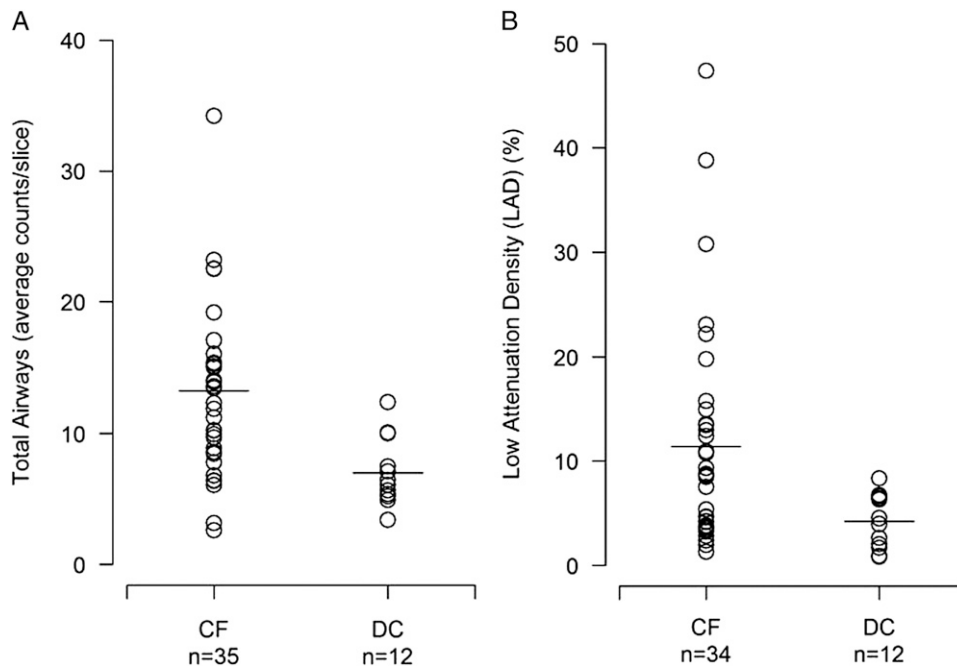 A
Total Airways (average counts/slice)
40
30
20
10
0
CF
n=35
DC
n=12
B
Low Attenuation Density (LAD) (%)
50
40
30
20
10
0
CF
n=34
DC
n=12